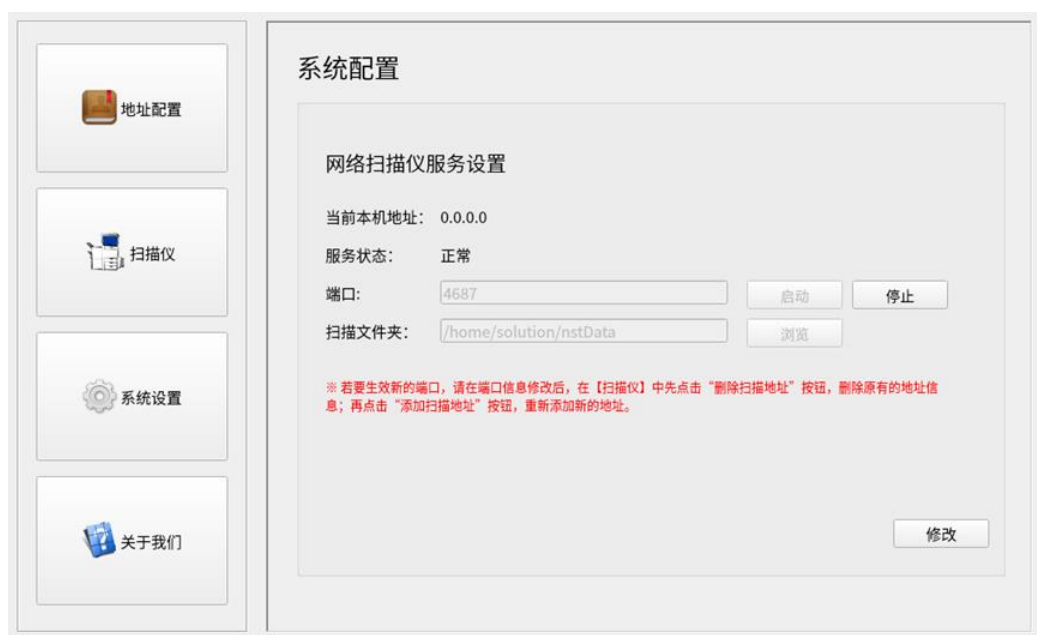 地址配置
扫描仪
系统设置
关于我们
系统配置
网络扫描仪服务设置
当前本机地址： 0.0.0.0
服务状态： 正常
端口: 4687 启动 停止
扫描文件夹： /home/solution/nstData 浏览
※ 若要生效新的端口，请在端口信息修改后，在【扫描仪】中先点击“删除扫描地址”按钮，删除原有的地址信
息；再点击“添加扫描地址”按钮，重新添加新的地址。
修改